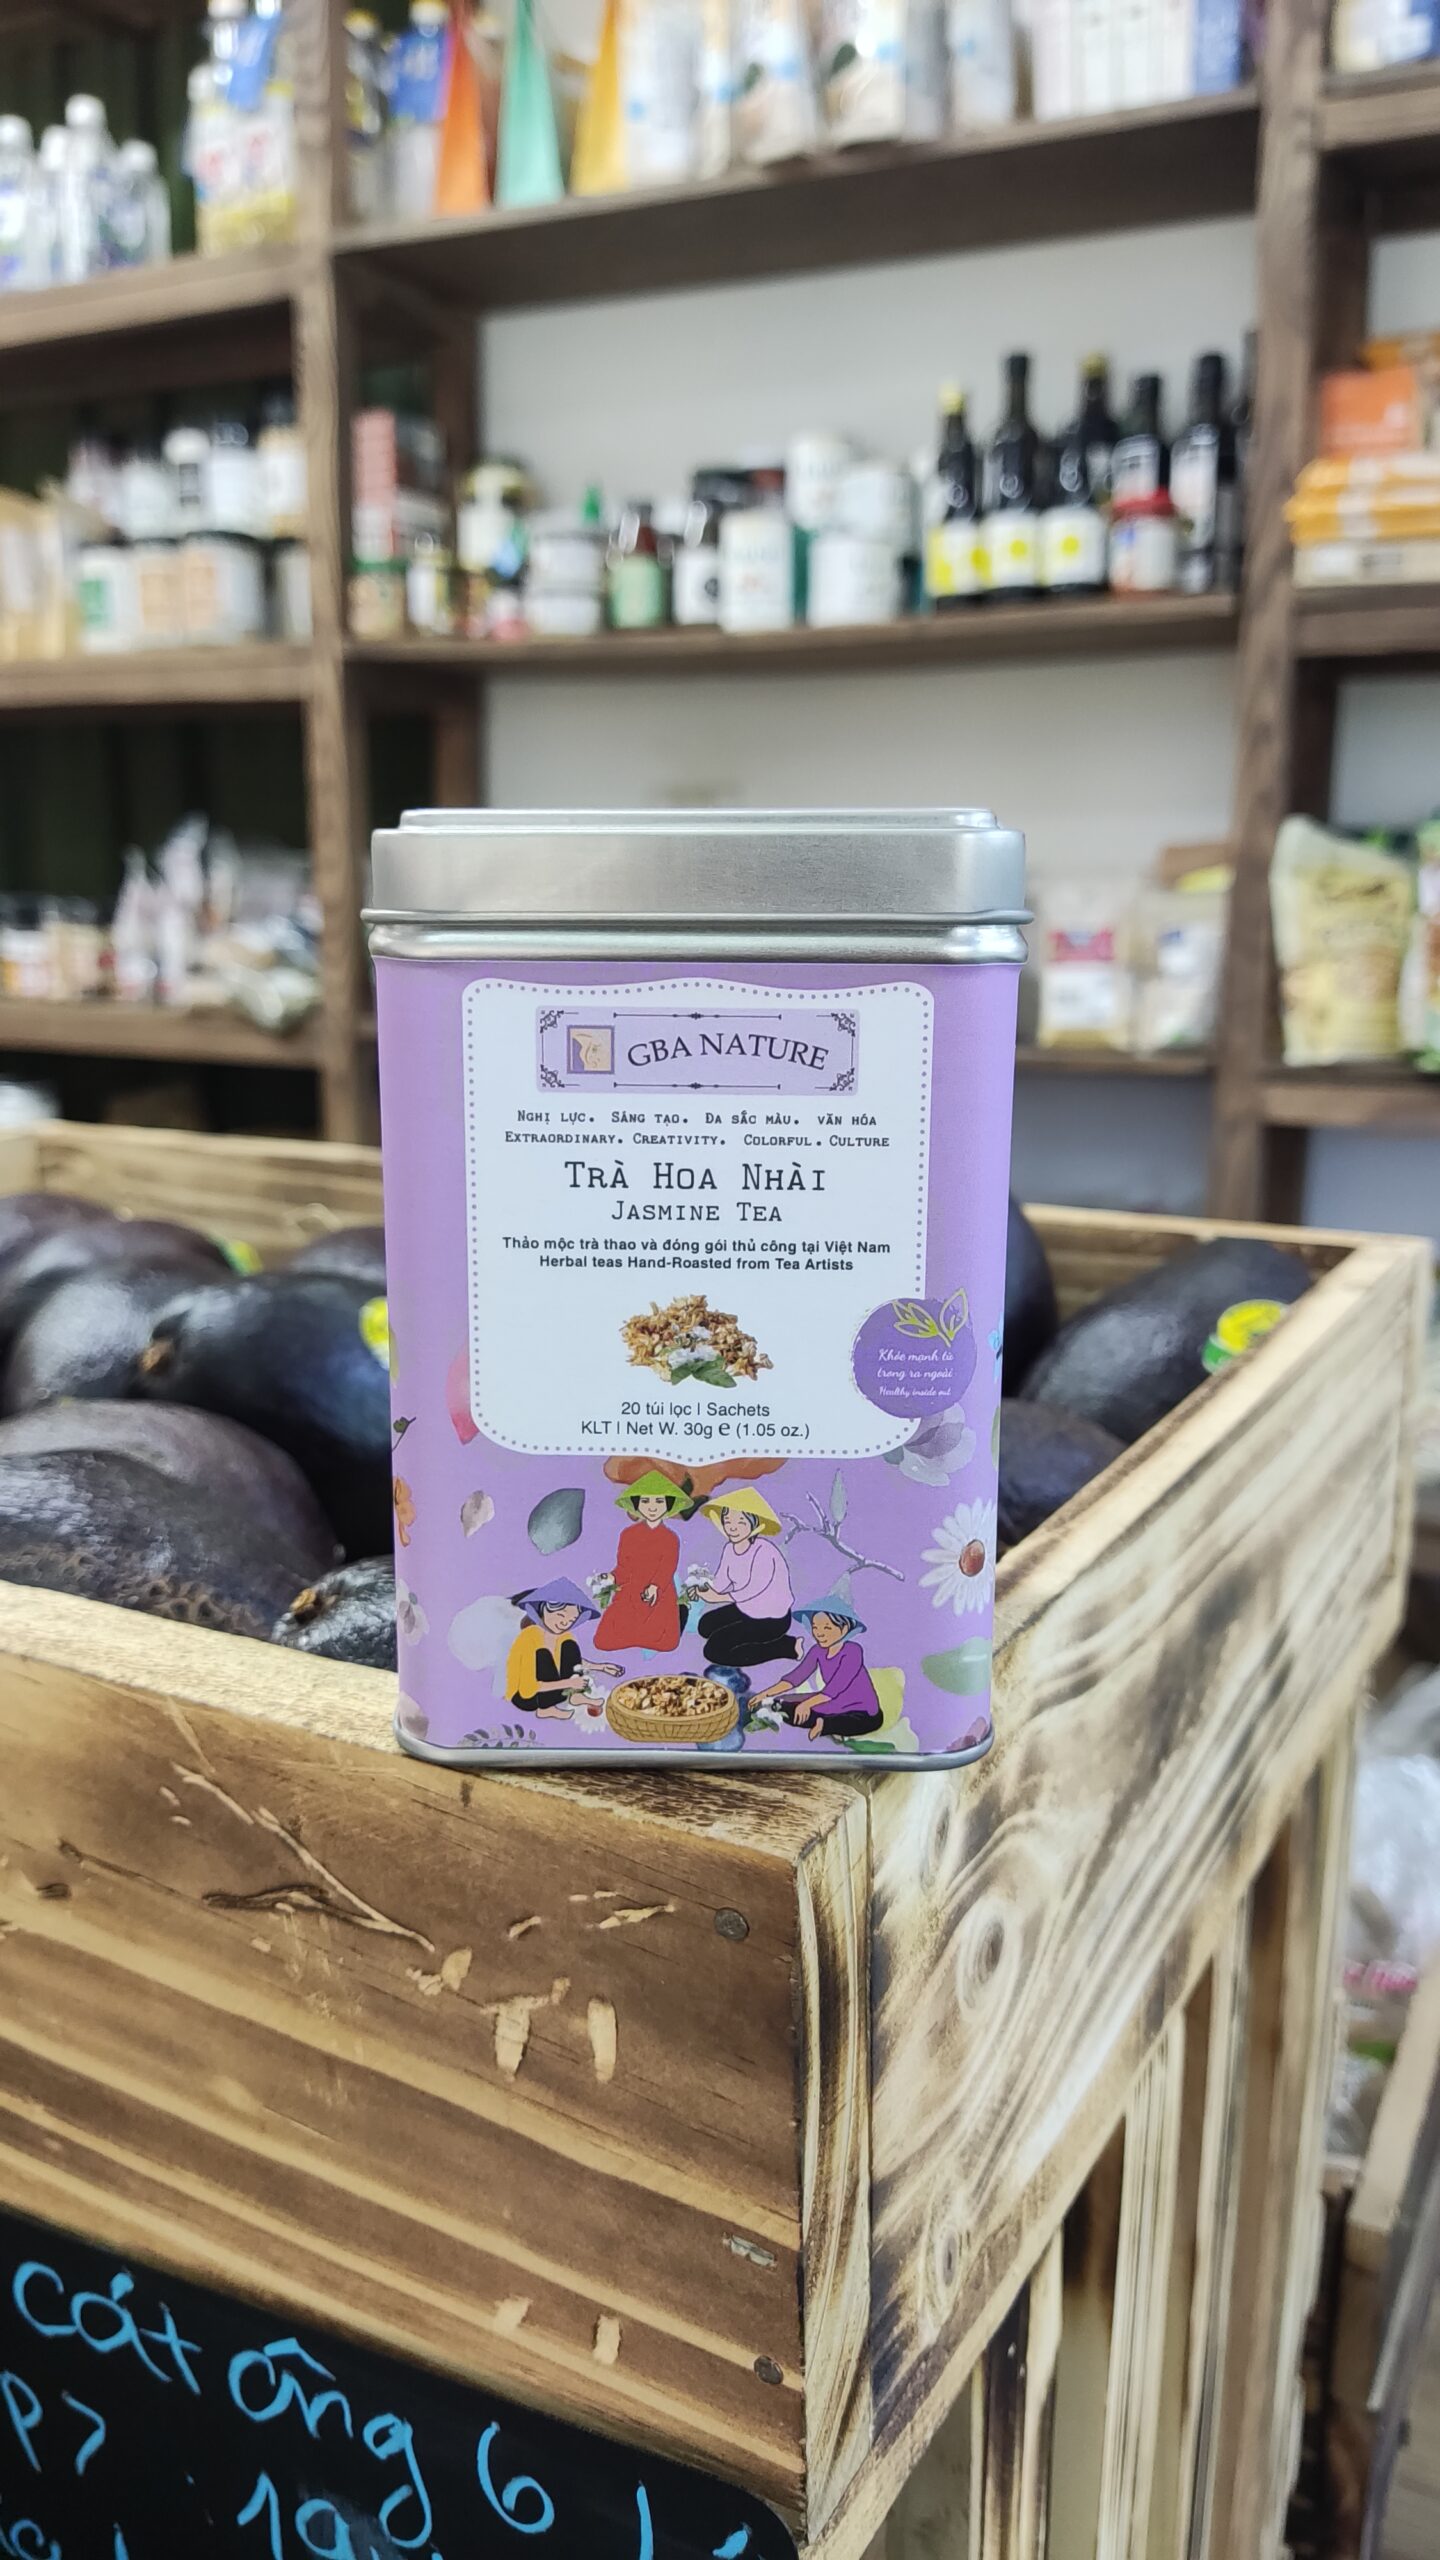 GBA NATURE
NGHỊ LỰC. SÁNG TẠO. ĐA SẮC MÀU. VĂN HÓA
EXTRAORDINARY. CREATIVITY. COLORFUL. CULTURE
TRÀ HOA NHÀI
JASMINE TEA
Thảo mộc trà thao và đóng gói thủ công tại Việt Nam
Herbal teas Hand-Roasted from Tea Artists
Khỏe mạnh từ
trong ra ngoài
Healthy inside out
20 túi lọc | Sachets
KLT | Net W. 30g e (1.05 oz.)
cát ông 6